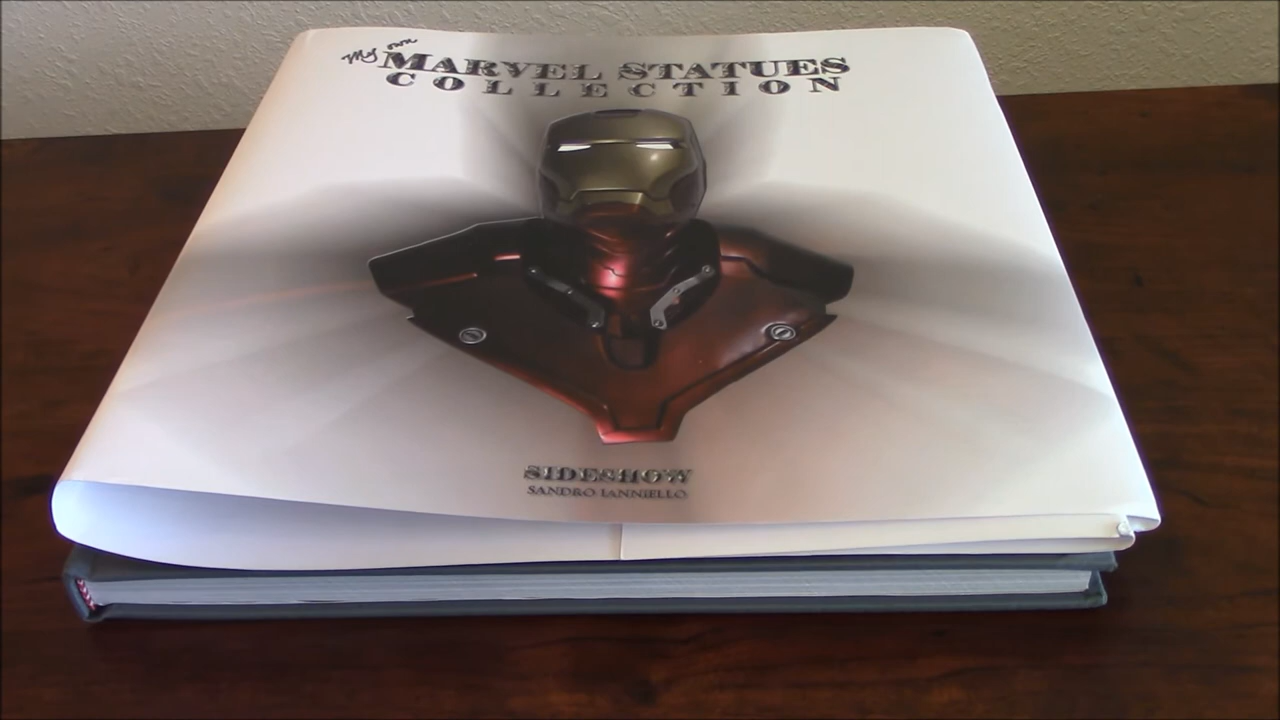 My own
MARVEL STATUES
COLLECTION
SIDESHOW
SANDRO IANNIELLO